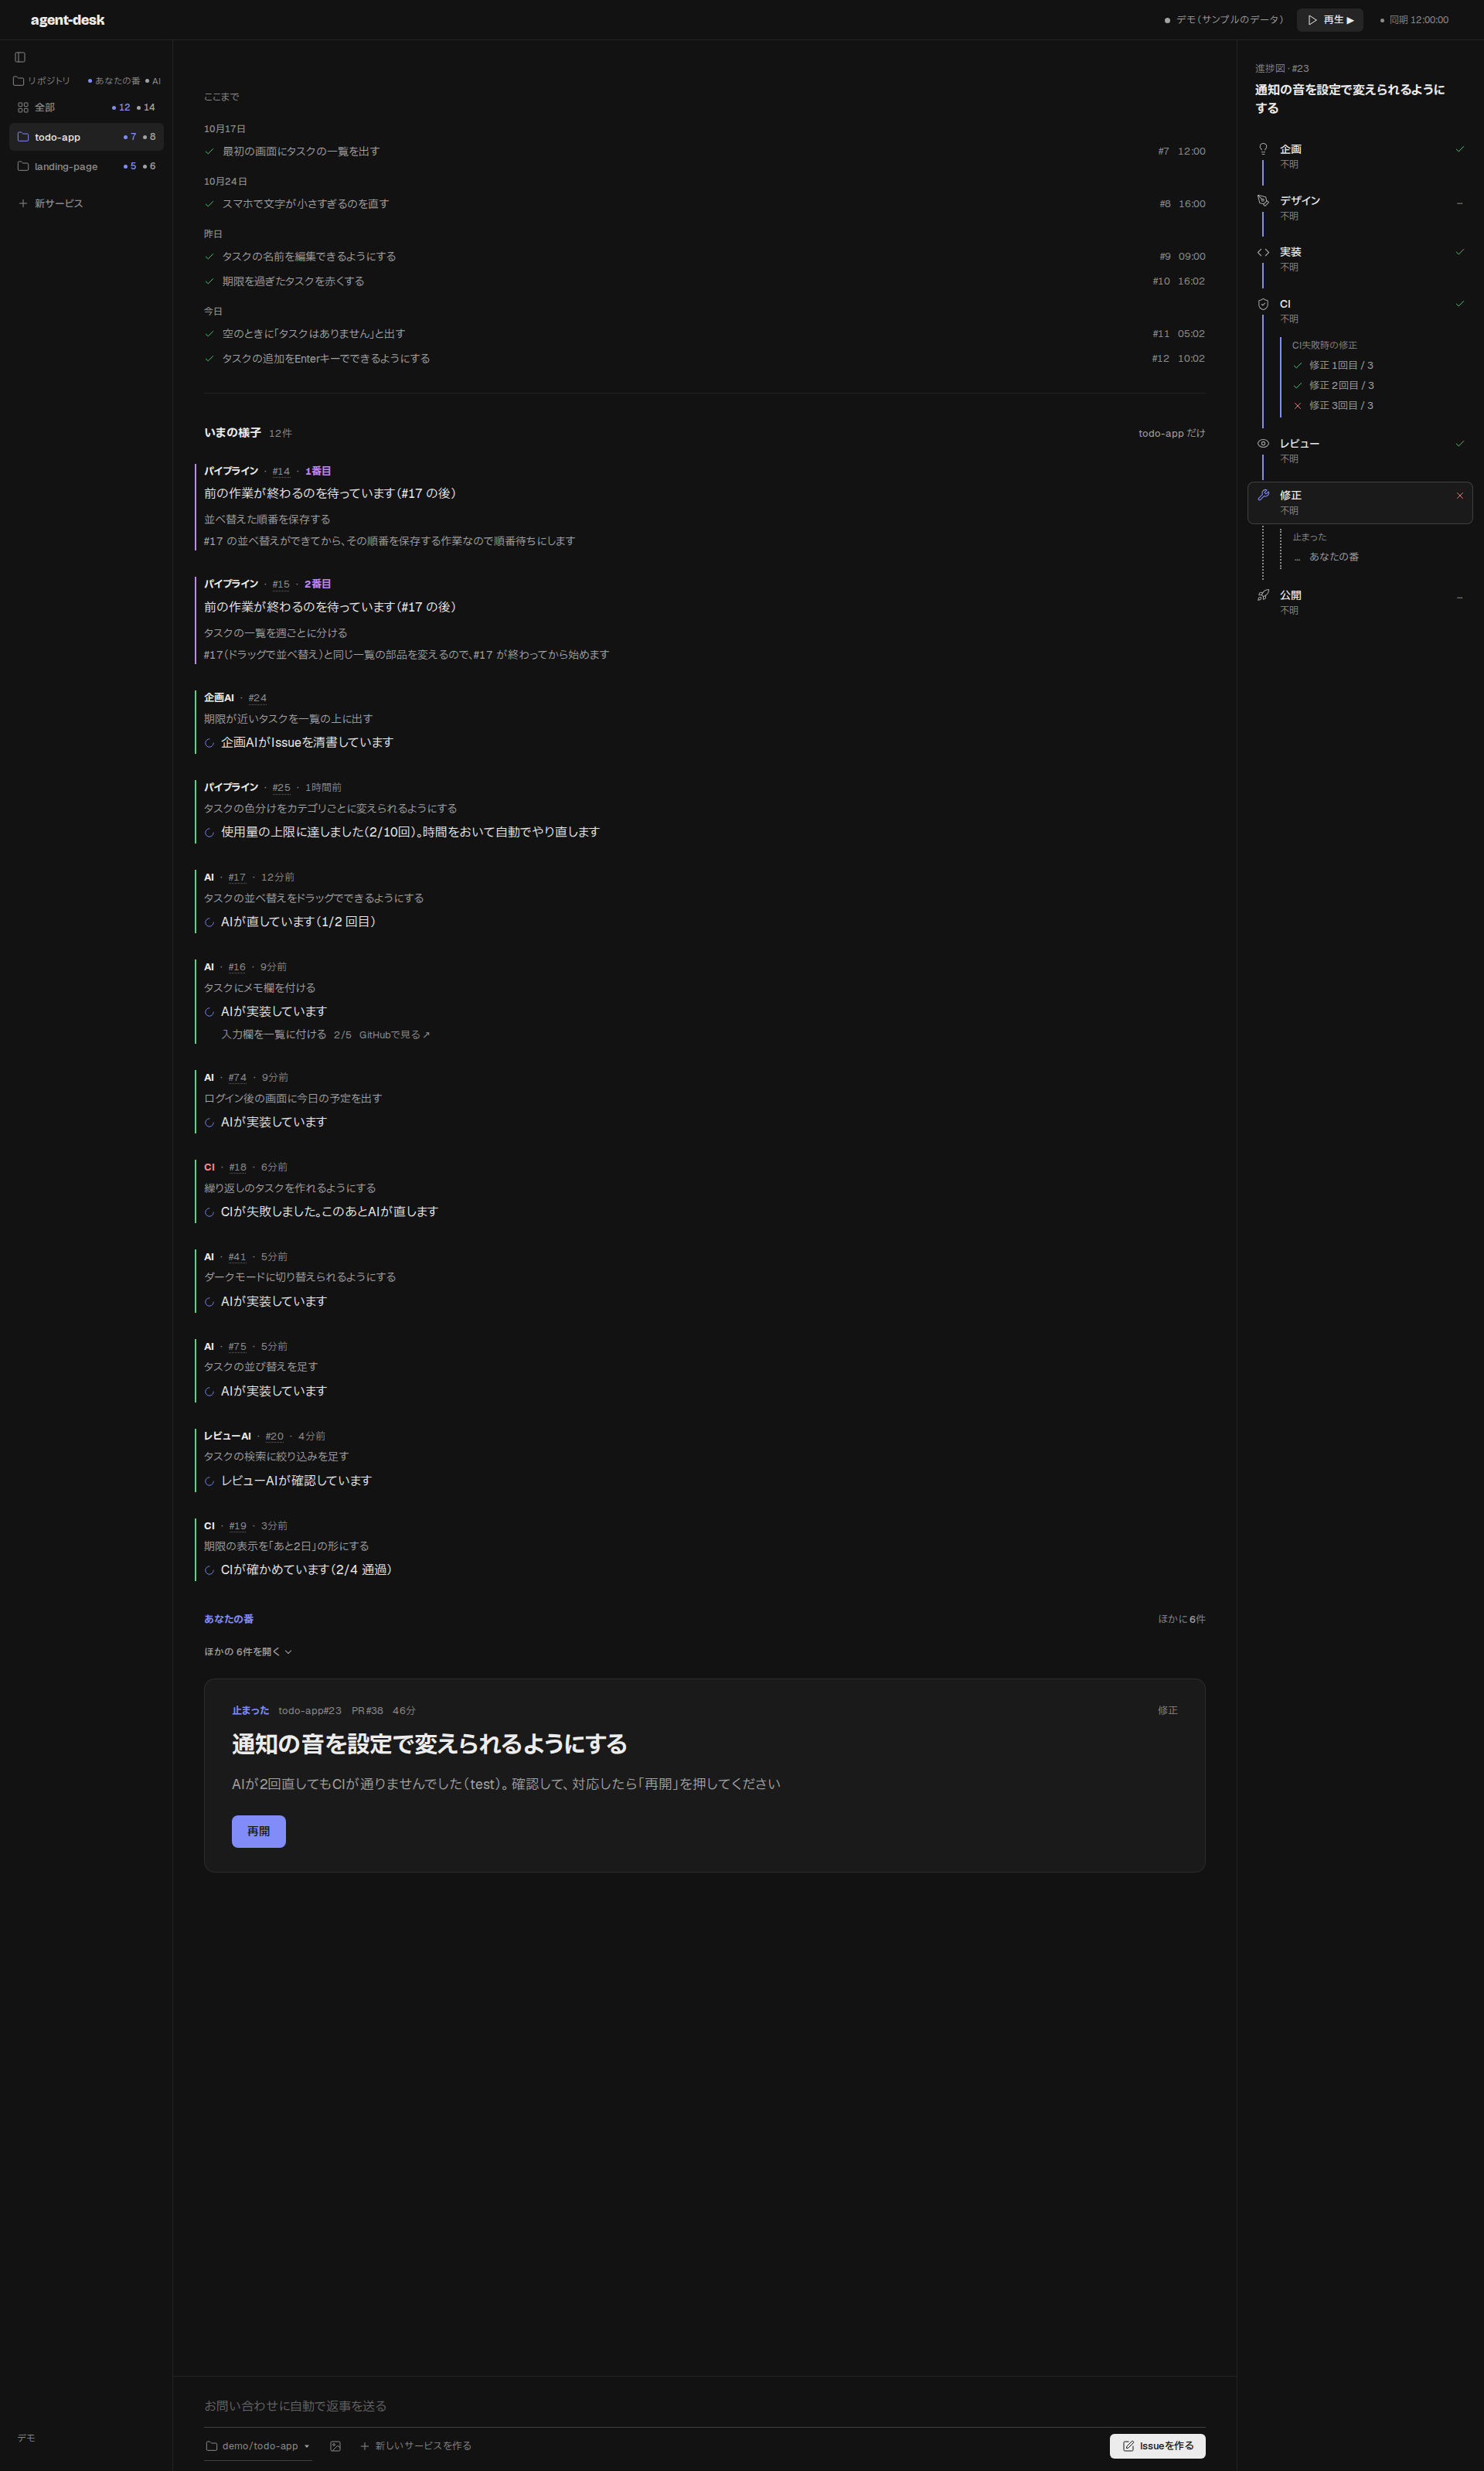 agent-desk
デモ(サンプルのデータ)
再生 ▶
同期 12:00:00
リポジトリ
あなたの番 AI
全部 12 14
todo-app 7 8
landing-page 5 6
新サービス
デモ
ここまで
10月17日
最初の画面にタスクの一覧を出す #7 12:00
10月24日
スマホで文字が小さすぎるのを直す #8 16:00
昨日
タスクの名前を編集できるようにする #9 09:00
期限を過ぎたタスクを赤くする #10 16:02
今日
空のときに「タスクはありません」と出す #11 05:02
タスクの追加をEnterキーでできるようにする #12 10:02
いまの様子 12件 todo-app だけ
パイプライン · #14 · 1番目
前の作業が終わるのを待っています(#17 の後)
並べ替えた順番を保存する
#17 の並べ替えができてから、その順番を保存する作業なので順番待ちにします
パイプライン · #15 · 2番目
前の作業が終わるのを待っています(#17 の後)
タスクの一覧を週ごとに分ける
#17(ドラッグで並べ替え)と同じ一覧の部品を変えるので、#17 が終わってから始めます
企画AI · #24
期限が近いタスクを一覧の上に出す
企画AIがIssueを清書しています
パイプライン · #25 · 1時間前
タスクの色分けをカテゴリごとに変えられるようにする
使用量の上限に達しました(2/10回)。時間をおいて自動でやり直します
AI · #17 · 12分前
タスクの並べ替えをドラッグでできるようにする
AIが直しています(1/2 回目)
AI · #16 · 9分前
タスクにメモ欄を付ける
AIが実装しています
入力欄を一覧に付ける 2/5 GitHubで見る ↗
AI · #74 · 9分前
ログイン後の画面に今日の予定を出す
AIが実装しています
CI · #18 · 6分前
繰り返しのタスクを作れるようにする
CIが失敗しました。このあとAIが直します
AI · #41 · 5分前
ダークモードに切り替えられるようにする
AIが実装しています
AI · #75 · 5分前
タスクの並び替えを足す
AIが実装しています
レビューAI · #20 · 4分前
タスクの検索に絞り込みを足す
レビューAIが確認しています
CI · #19 · 3分前
期限の表示を「あと2日」の形にする
CIが確かめています(2/4 通過)
あなたの番 ほかに6件
ほかの 6件を開く
止まった todo-app#23 PR#38 46分 修正
通知の音を設定で変えられるようにする
AIが2回直してもCIが通りませんでした(test)。確認して、対応したら「再開」を押してください
再開
お問い合わせに自動で返事を送る
demo/todo-app
新しいサービスを作る
Issueを作る
進捗図 · #23
通知の音を設定で変えられるように
する
企画
不明
デザイン –
不明
実装
不明
CI
不明
CI失敗時の修正
修正 1回目 / 3
修正 2回目 / 3
修正 3回目 / 3
レビュー
不明
修正
不明
止まった
– あなたの番
公開 –
不明